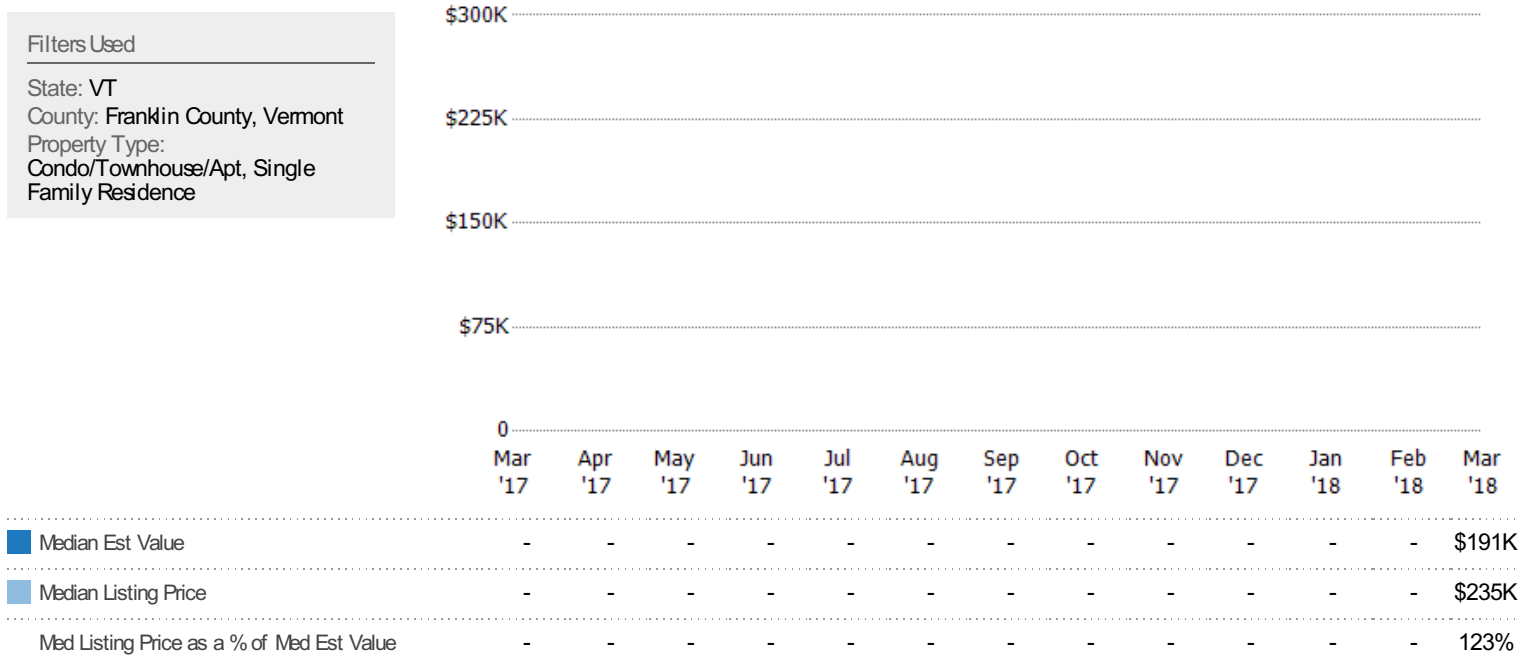 Filters Used
State: VT
County: Franklin County, Vermont
Property Type:
Condo/Townhouse/Apt, Single
Family Residence
$300K
$225K
$150K
$75K
0
Mar Apr May Jun Jul Aug Sep Oct Nov Dec Jan Feb Mar
'17 '17 '17 '17 '17 '17 '17 '17 '17 '17 '18 '18 '18
Median Est Value - - - - - - - - - - - - $191K
Median Listing Price - - - - - - - - - - - - $235K
Med Listing Price as a % of Med Est Value - - - - - - - - - - - - 123%